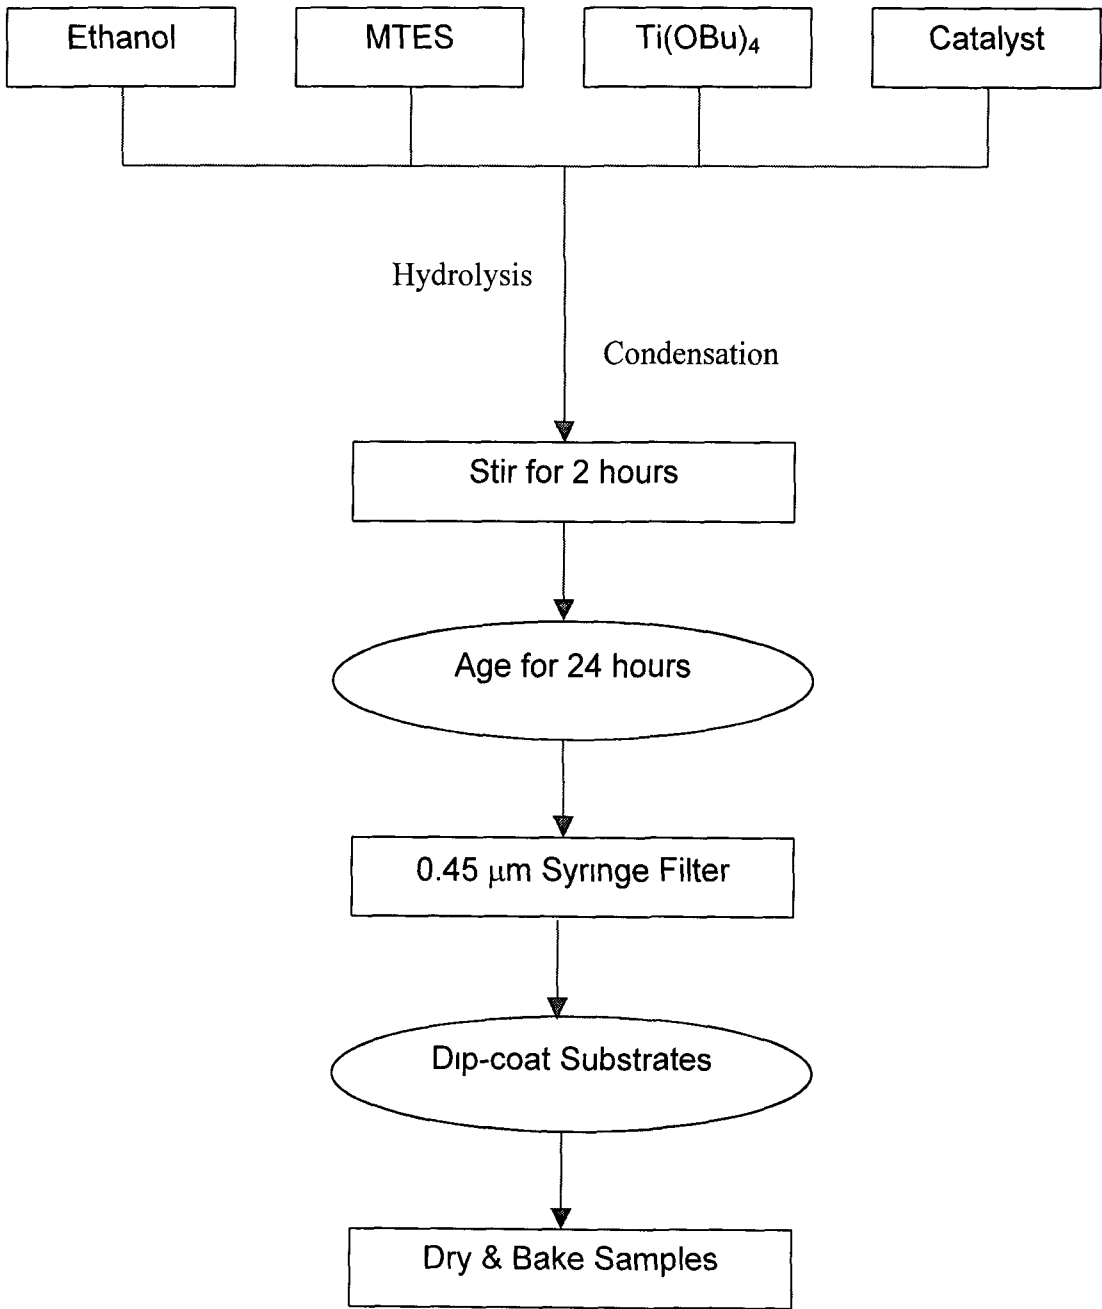 Ethanol
MTES
Ti(OBu)₄
Catalyst
Hydrolysis
Condensation
Stir for 2 hours
Age for 24 hours
0.45 μm Syringe Filter
Dip-coat Substrates
Dry & Bake Samples